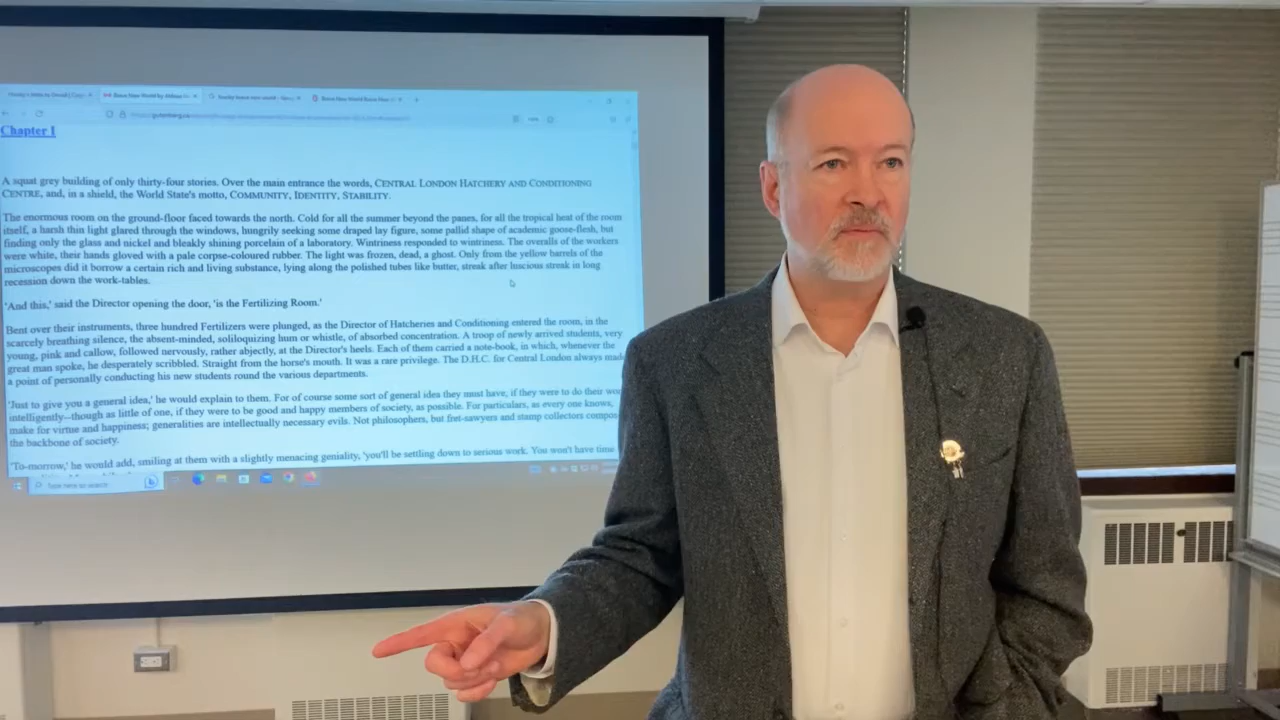 Brave New World by Aldous
Chapter I
A squat grey building of only thirty-four stories. Over the main entrance the words, CENTRAL LONDON HATCHERY AND CONDITIONING
CENTRE, and, in a shield, the World State's motto, COMMUNITY, IDENTITY, STABILITY.
The enormous room on the ground-floor faced towards the north. Cold for all the summer beyond the panes, for all the tropical heat of the room
itself, a harsh thin light glared through the windows, hungrily seeking some draped lay figure, some pallid shape of academic goose-flesh, but
finding only the glass and nickel and bleakly shining porcelain of a laboratory. Wintriness responded to wintriness. The overalls of the workers
were white, their hands gloved with a pale corpse-coloured rubber. The light was frozen, dead, a ghost. Only from the yellow barrels of the
microscopes did it borrow a certain rich and living substance, lying along the polished tubes like butter, streak after luscious streak in long
recession down the work-tables.
'And this,' said the Director opening the door, 'is the Fertilizing Room.'
Bent over their instruments, three hundred Fertilizers were plunged, as the Director of Hatcheries and Conditioning entered the room, in the
scarcely breathing silence, the absent-minded, soliloquizing hum or whistle, of absorbed concentration. A troop of newly arrived students, very
young, pink and callow, followed nervously, rather abjectly, at the Director's heels. Each of them carried a note-book, in which, whenever the
great man spoke, he desperately scribbled. Straight from the horse's mouth. It was a rare privilege. The D.H.C. for Central London always made
a point of personally conducting his new students round the various departments.
'Just to give you a general idea,' he would explain to them. For of course some sort of general idea they must have, if they were to do their wo
intelligently--though as little of one, if they were to be good and happy members of society, as possible. For particulars, as every one knows,
make for virtue and happiness; generalities are intellectually necessary evils. Not philosophers, but fret-sawyers and stamp collectors compos
the backbone of society.
'To-morrow,' he would add, smiling at them with a slightly menacing geniality, 'you'll be settling down to serious work. You won't have time
Type here to search